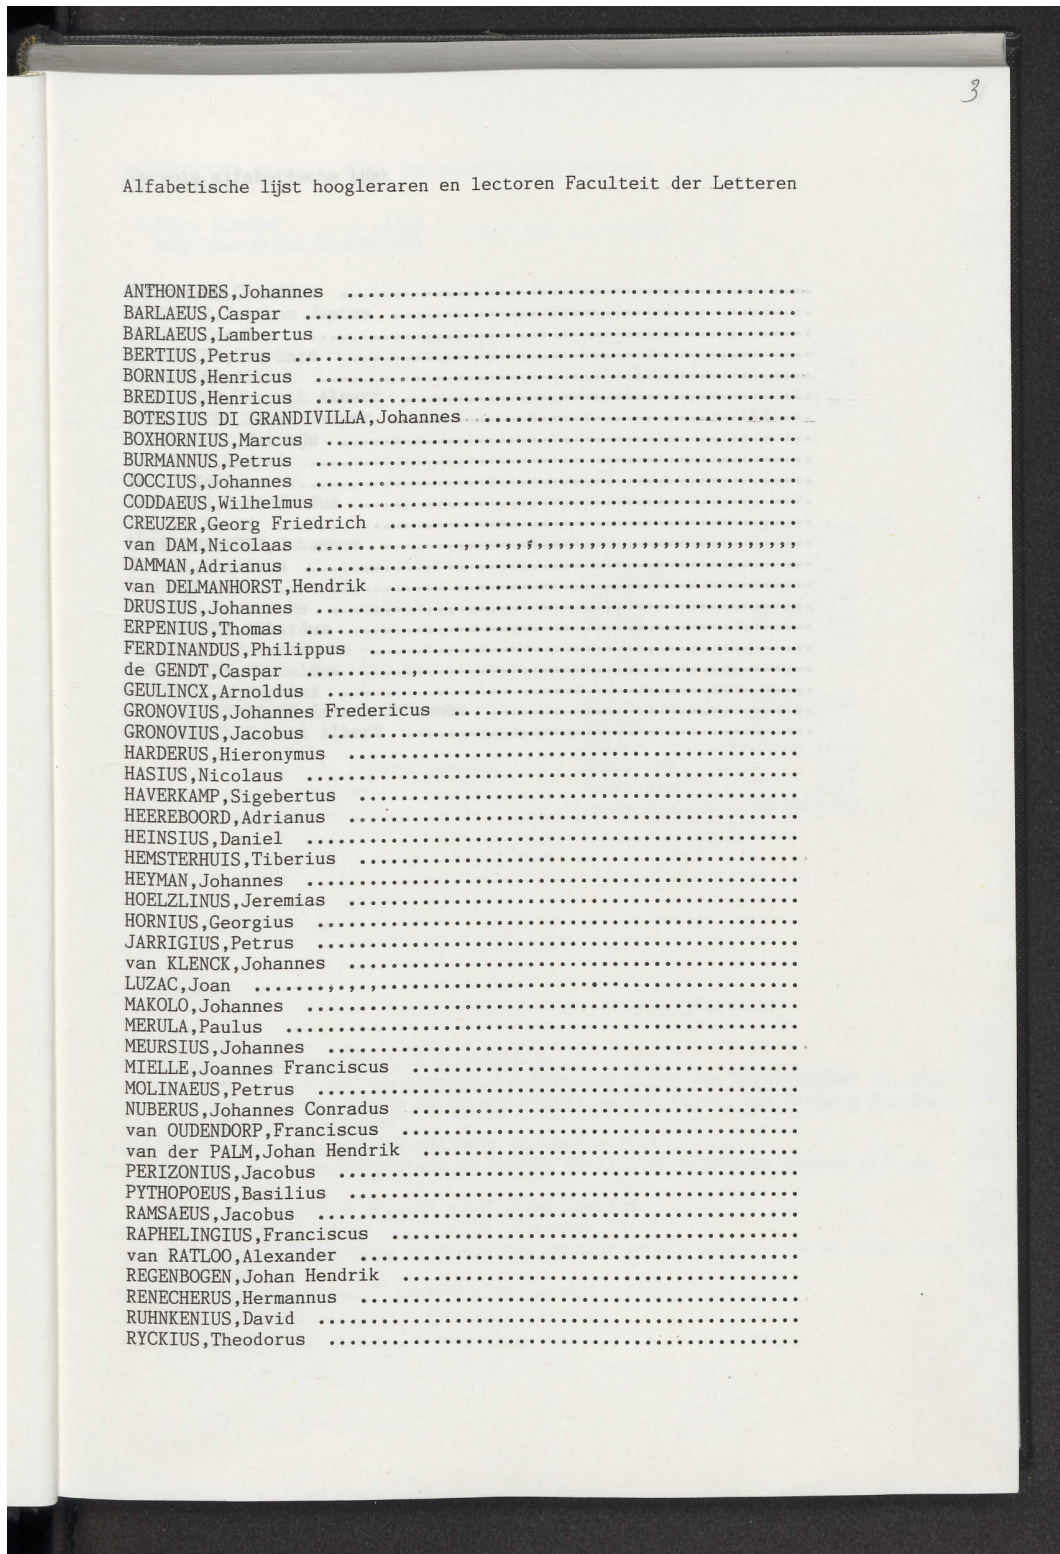 3
Alfabetische lijst hoogleraren en lectoren Faculteit der Letteren
ANTHONIDES,Johannes ...........................................
BARLAEUS,Caspar ...............................................
BARLAEUS,Lambertus ............................................
BERTIUS,Petrus ................................................
BORNIUS,Henricus ..............................................
BREDIUS,Henricus ..............................................
BOTESIUS DI GRANDIVILLA,Johannes ..............................
BOXHORNIUS,Marcus .............................................
BURMANNUS,Petrus ..............................................
COCCIUS,Johannes ..............................................
CODDAEUS,Wilhelmus ............................................
CREUZER,Georg Friedrich .......................................
van DAM,Nicolaas ..............,.,.,,,,,,,,,,,,,,,,,,,,,,,,,,
DAMMAN,Adrianus ...............................................
van DELMANHORST,Hendrik .......................................
DRUSIUS,Johannes ..............................................
ERPENIUS,Thomas ...............................................
FERDINANDUS,Philippus .........................................
de GENDT,Caspar ..........,....................................
GEULINCX,Arnoldus .............................................
GRONOVIUS,Johannes Fredericus .................................
GRONOVIUS,Jacobus .............................................
HARDERUS,Hieronymus ...........................................
HASIUS,Nicolaus ...............................................
HAVERKAMP,Sigebertus ..........................................
HEEREBOORD,Adrianus ...........................................
HEINSIUS,Daniel ...............................................
HEMSTERHUIS,Tiberius ..........................................
HEYMAN,Johannes ...............................................
HOELZLINUS,Jeremias ...........................................
HORNIUS,Georgius ..............................................
JARRIGIUS,Petrus ..............................................
van KLENCK,Johannes ...........................................
LUZAC,Joan .......,.,.,........................................
MAKOLO,Johannes ...............................................
MERULA,Paulus .................................................
MEURSIUS,Johannes .............................................
MIELLE,Joannes Franciscus .....................................
MOLINAEUS,Petrus ..............................................
NUBERUS,Johannes Conradus .....................................
van OUDENDORP,Franciscus ......................................
van der PALM,Johan Hendrik ....................................
PERIZONIUS,Jacobus ............................................
PYTHOPOEUS,Basilius ...........................................
RAMSAEUS,Jacobus ..............................................
RAPHELINGIUS,Franciscus .......................................
van RATLOO,Alexander ..........................................
REGENBOGEN,Johan Hendrik ......................................
RENECHERUS,Hermannus ..........................................
RUHNKENIUS,David ..............................................
RYCKIUS,Theodorus .............................................